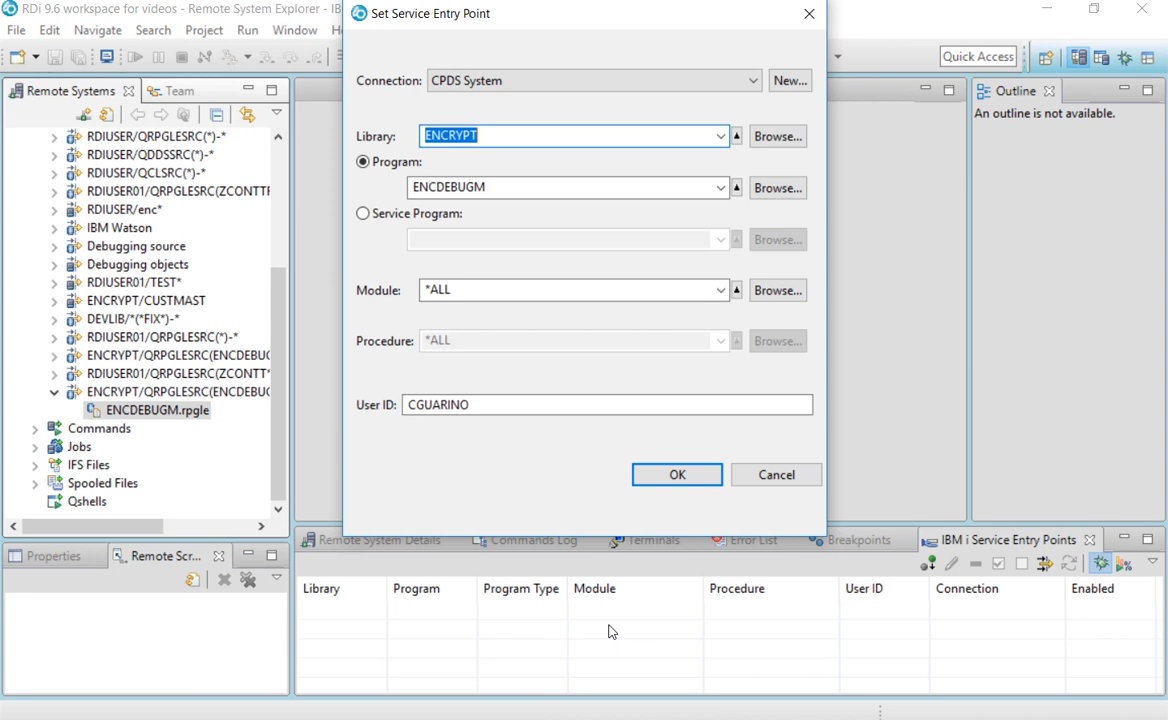 RDi 9.6 workspace for videos - Remote System Explorer - IB
Set Service Entry Point
File Edit Navigate Search Project Run Window H
Quick Access
Remote Systems Team
RDIUSER/QRPGLESRC(*)-*
RDIUSER/QDDSSRC(*)-*
RDIUSER/QCLSRC(*)-*
RDIUSER01/QRPGLESRC(ZCONTTF
RDIUSER/enc*
IBM Watson
Debugging source
Debugging objects
RDIUSER01/TEST*
ENCRYPT/CUSTMAST
DEVLIB/*(*FIX*)-*
RDIUSER01/QRPGLESRC(*)-*
ENCRYPT/QRPGLESRC(ENCDEBUG
RDIUSER01/QRPGLESRC(ZCONTT*
ENCRYPT/QRPGLESRC(ENCDEBUG
ENCDEBUGM.rpgle
Commands
Jobs
IFS Files
Spooled Files
Qshells
Connection: CPDS System New...
Library: ENCRYPT Browse...
Program:
ENCDEBUGM Browse...
Service Program:
Browse...
Module: *ALL Browse...
Procedure: *ALL Browse...
User ID: CGUARINO
OK Cancel
Outline
An outline is not available.
Properties Remote Scr...
Remote System Details Commands Log Terminals Error List Breakpoints IBM i Service Entry Points
Library Program Program Type Module Procedure User ID Connection Enabled